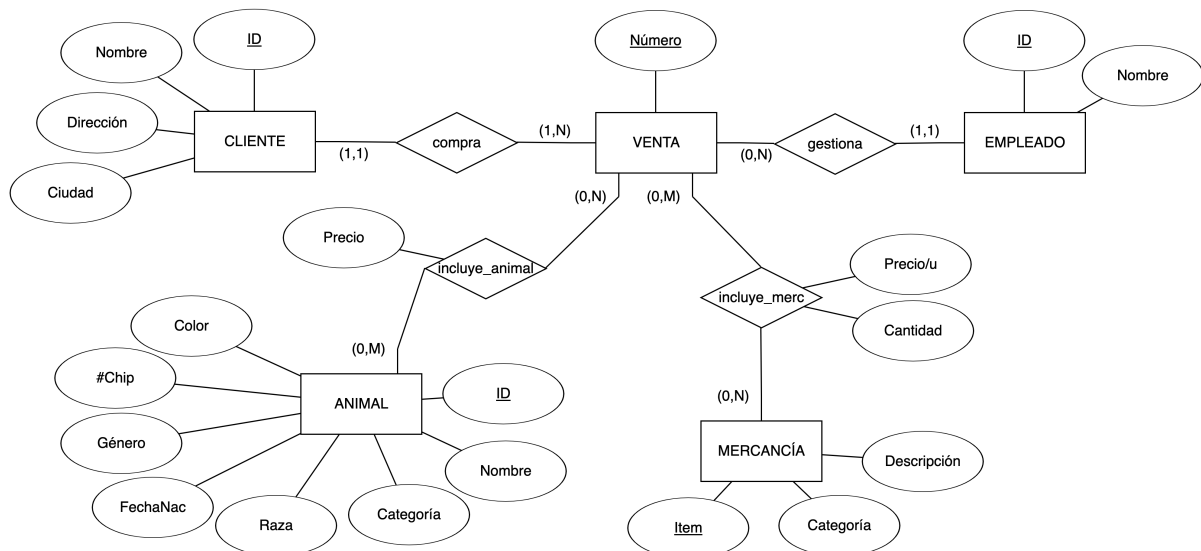 ID
Número
ID
Nombre
Nombre
Dirección
CLIENTE
compra
(1,N)
VENTA
gestiona
(1,1)
EMPLEADO
(1,1)
(0,N)
Ciudad
(0,N)
(0,M)
Precio
incluye_animal
Precio/u
incluye_merc
Cantidad
Color
(0,M)
#Chip
ID
(0,N)
ANIMAL
Género
MERCANCÍA
Descripción
Nombre
FechaNac
Raza
Categoría
Item
Categoría